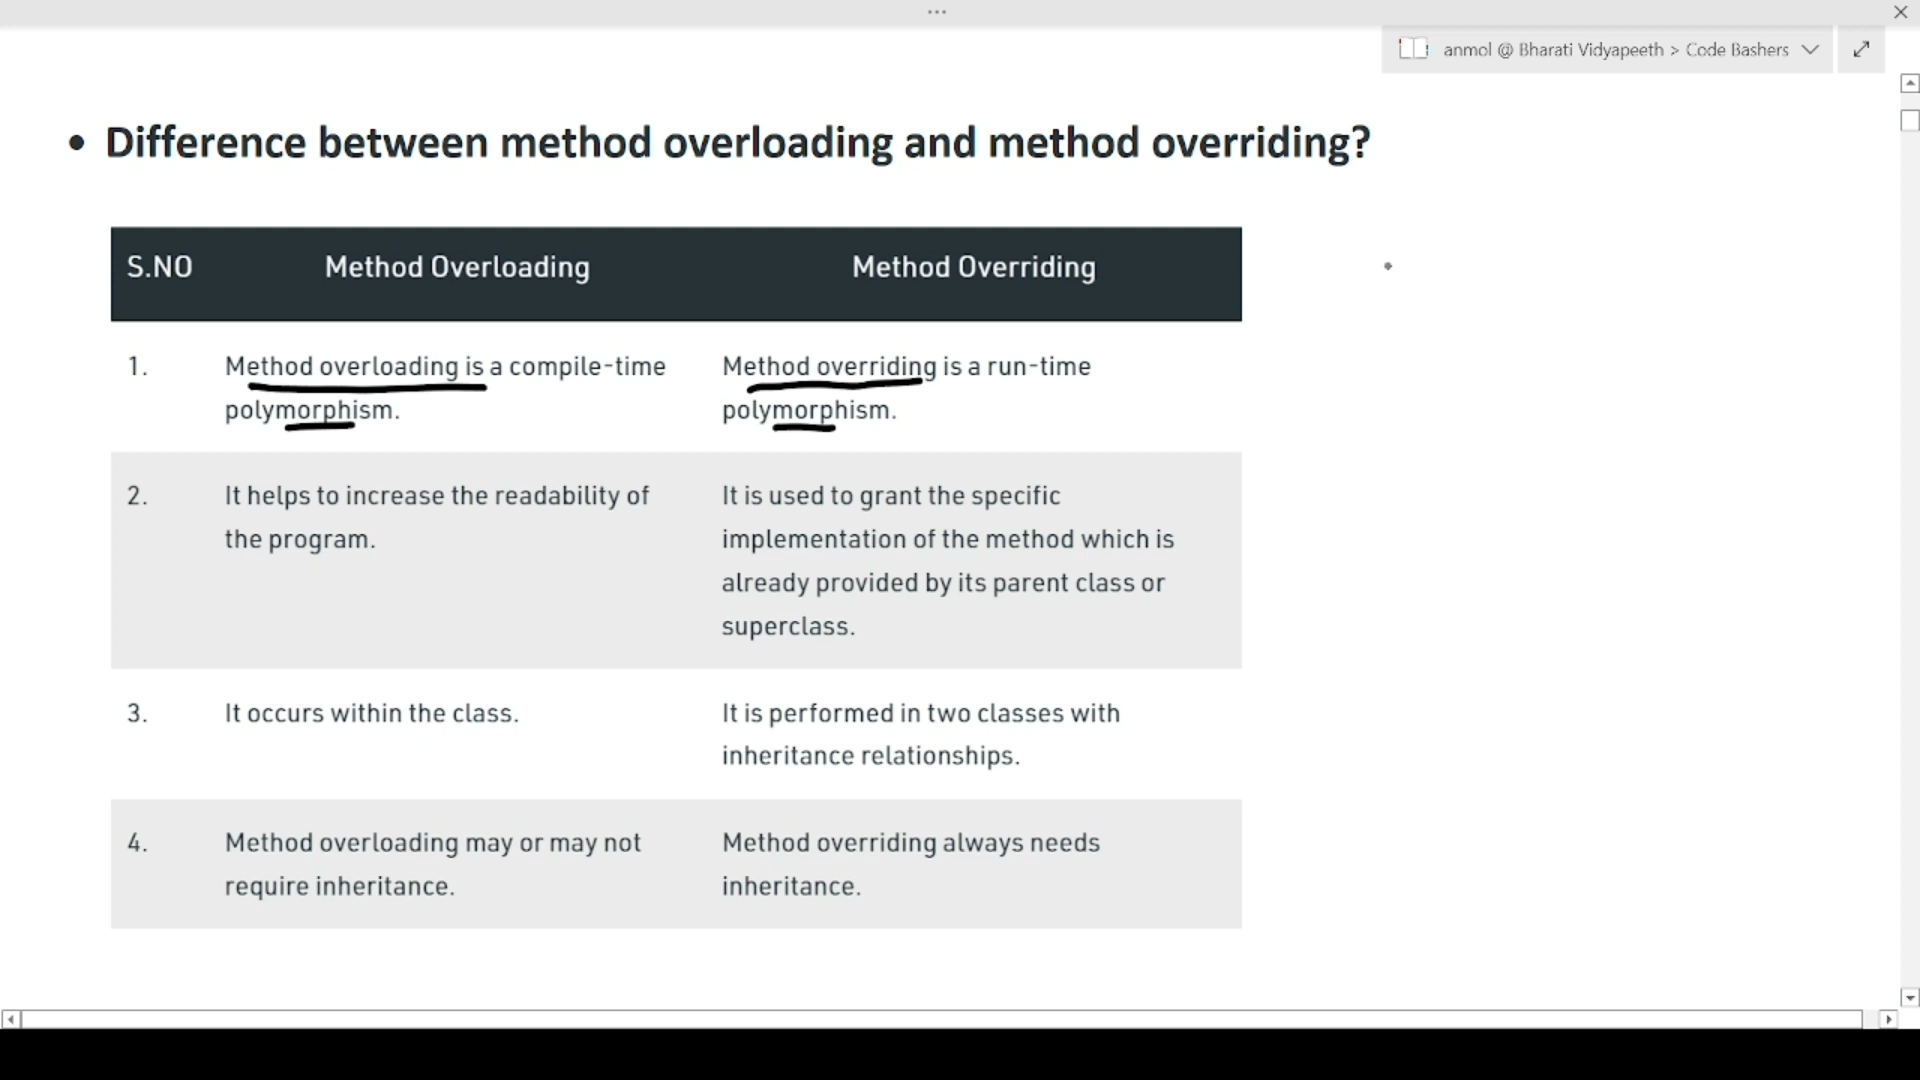 ...
anmol @ Bharati Vidyapeeth > Code Bashers
• Difference between method overloading and method overriding?
S.NO Method Overloading Method Overriding
1. Method overloading is a compile-time Method overriding is a run-time
polymorphism. polymorphism.
2. It helps to increase the readability of It is used to grant the specific
the program. implementation of the method which is
already provided by its parent class or
superclass.
3. It occurs within the class. It is performed in two classes with
inheritance relationships.
4. Method overloading may or may not Method overriding always needs
require inheritance. inheritance.